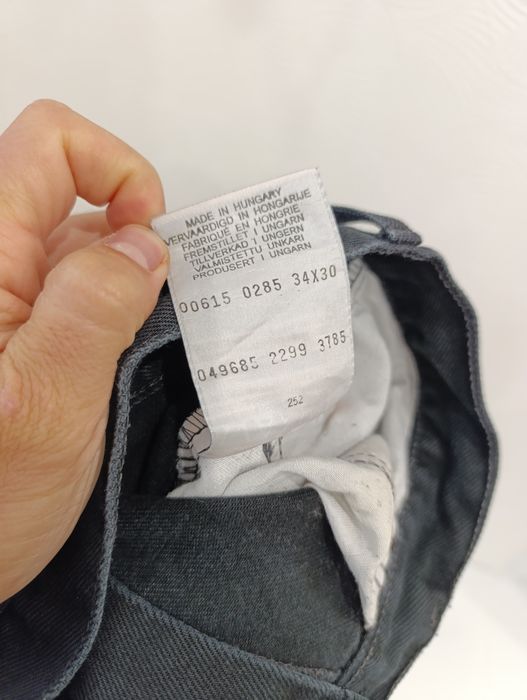 MADE IN HUNGARY
VERVAARDIGD IN HONGARIJE
FABRIQUÉ EN HONGRIE
FREMSTILLET I UNGARN
TILLVERKAD I UNGERN
VALMISTETTU UNKARI
PRODUSERT I UNGARN
00615 0285 34X30
049685 2299 3785
252